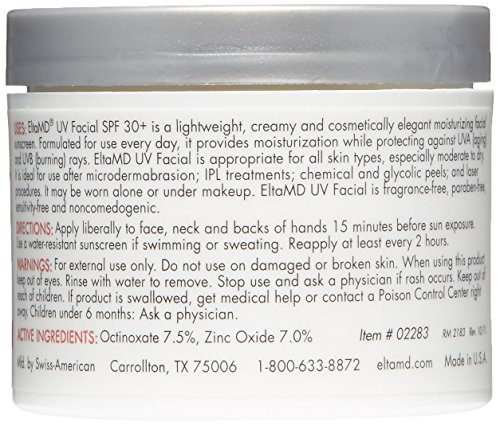 USES: EltaMD® UV Facial SPF 30+ is a lightweight, creamy and cosmetically elegant moisturizing facial
sunscreen. Formulated for use every day, it provides moisturization while protecting against UVA (aging)
and UVB (burning) rays. EltaMD UV Facial is appropriate for all skin types, especially moderate to dry.
It is ideal for use after microdermabrasion; IPL treatments; chemical and glycolic peels; and laser
procedures. It may be worn alone or under makeup. EltaMD UV Facial is fragrance-free, paraben-free,
sensitivity-free and noncomedogenic.
DIRECTIONS: Apply liberally to face, neck and backs of hands 15 minutes before sun exposure.
Use a water-resistant sunscreen if swimming or sweating. Reapply at least every 2 hours.
WARNINGS: For external use only. Do not use on damaged or broken skin. When using this product
keep out of eyes. Rinse with water to remove. Stop use and ask a physician if rash occurs. Keep out of
reach of children. If product is swallowed, get medical help or contact a Poison Control Center right
away. Children under 6 months: Ask a physician.
ACTIVE INGREDIENTS: Octinoxate 7.5%, Zinc Oxide 7.0% Item # 02283 RM 2183 Rev 10/11
Mfd. by Swiss-American Carrollton, TX 75006 1-800-633-8872 eltamd.com Made in U.S.A.